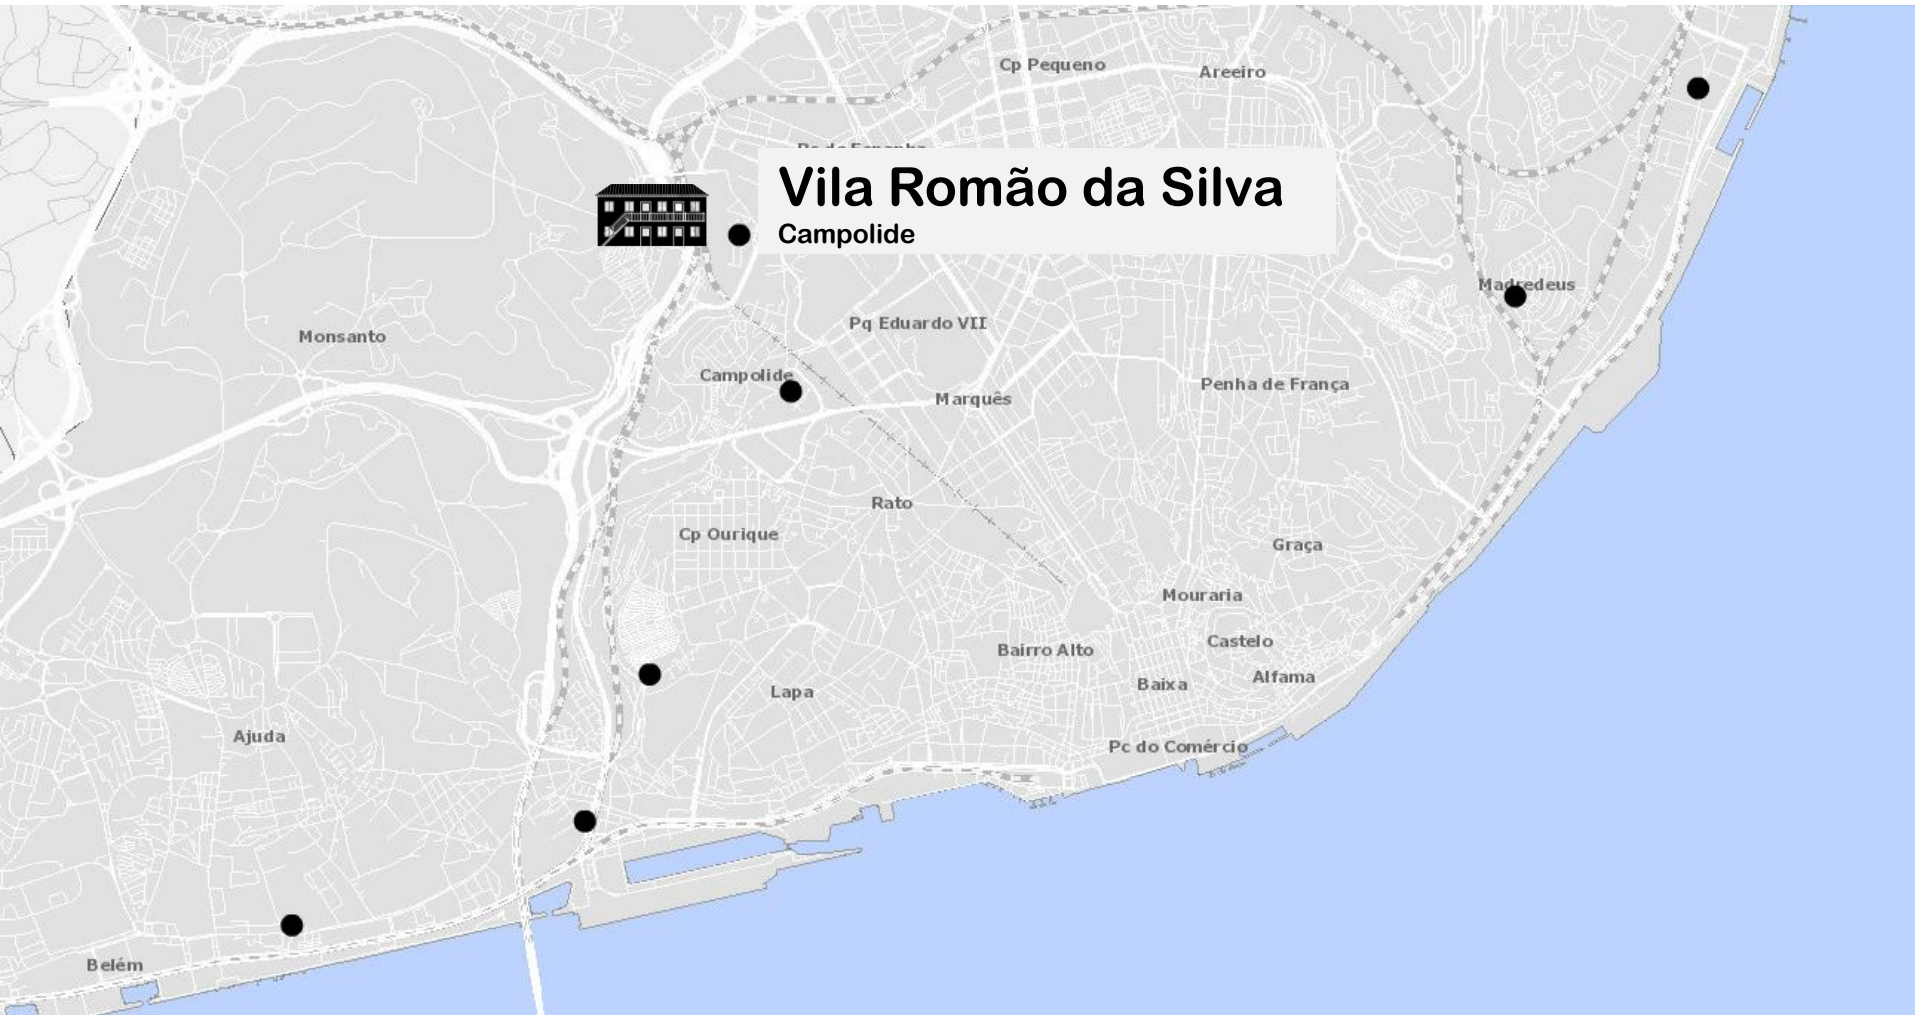 Cp Pequeno
Areeiro
Vila Romão da Silva
Campolide
Madredeus
Pq Eduardo VII
Monsanto
Campolide
Penha de França
Marquês
Rato
Cp Ourique
Graça
Mouraria
Castelo
Bairro Alto
Alfama
Baixa
Lapa
Ajuda
Pc do Comércio
Belém